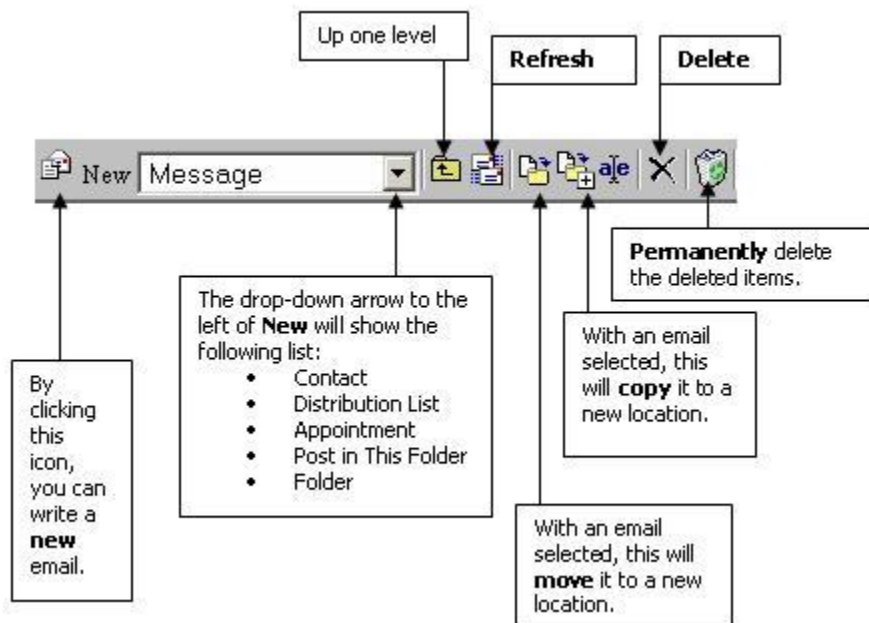 Up one level
Refresh
Delete
New
Message
a e
Permanently delete
the deleted items.
The drop-down arrow to the
left of New will show the
following list:
• Contact
• Distribution List
• Appointment
• Post in This Folder
• Folder
With an email
selected, this
will copy it to a
new location.
By
clicking
this
icon,
you can
write a
new
email.
With an email
selected, this will
move it to a new
location.